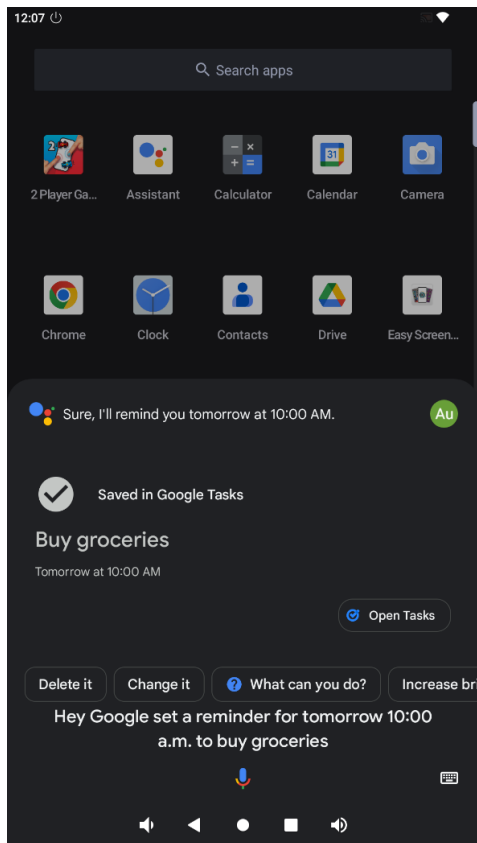 12:07
Search apps
2 Player Ga...
Assistant
Calculator
Calendar
Camera
Chrome
Clock
Contacts
Drive
Easy Screen...
Sure, I'll remind you tomorrow at 10:00 AM.
Au
Saved in Google Tasks
Buy groceries
Tomorrow at 10:00 AM
Open Tasks
Delete it
Change it
What can you do?
Increase bri
Hey Google set a reminder for tomorrow 10:00
a.m. to buy groceries